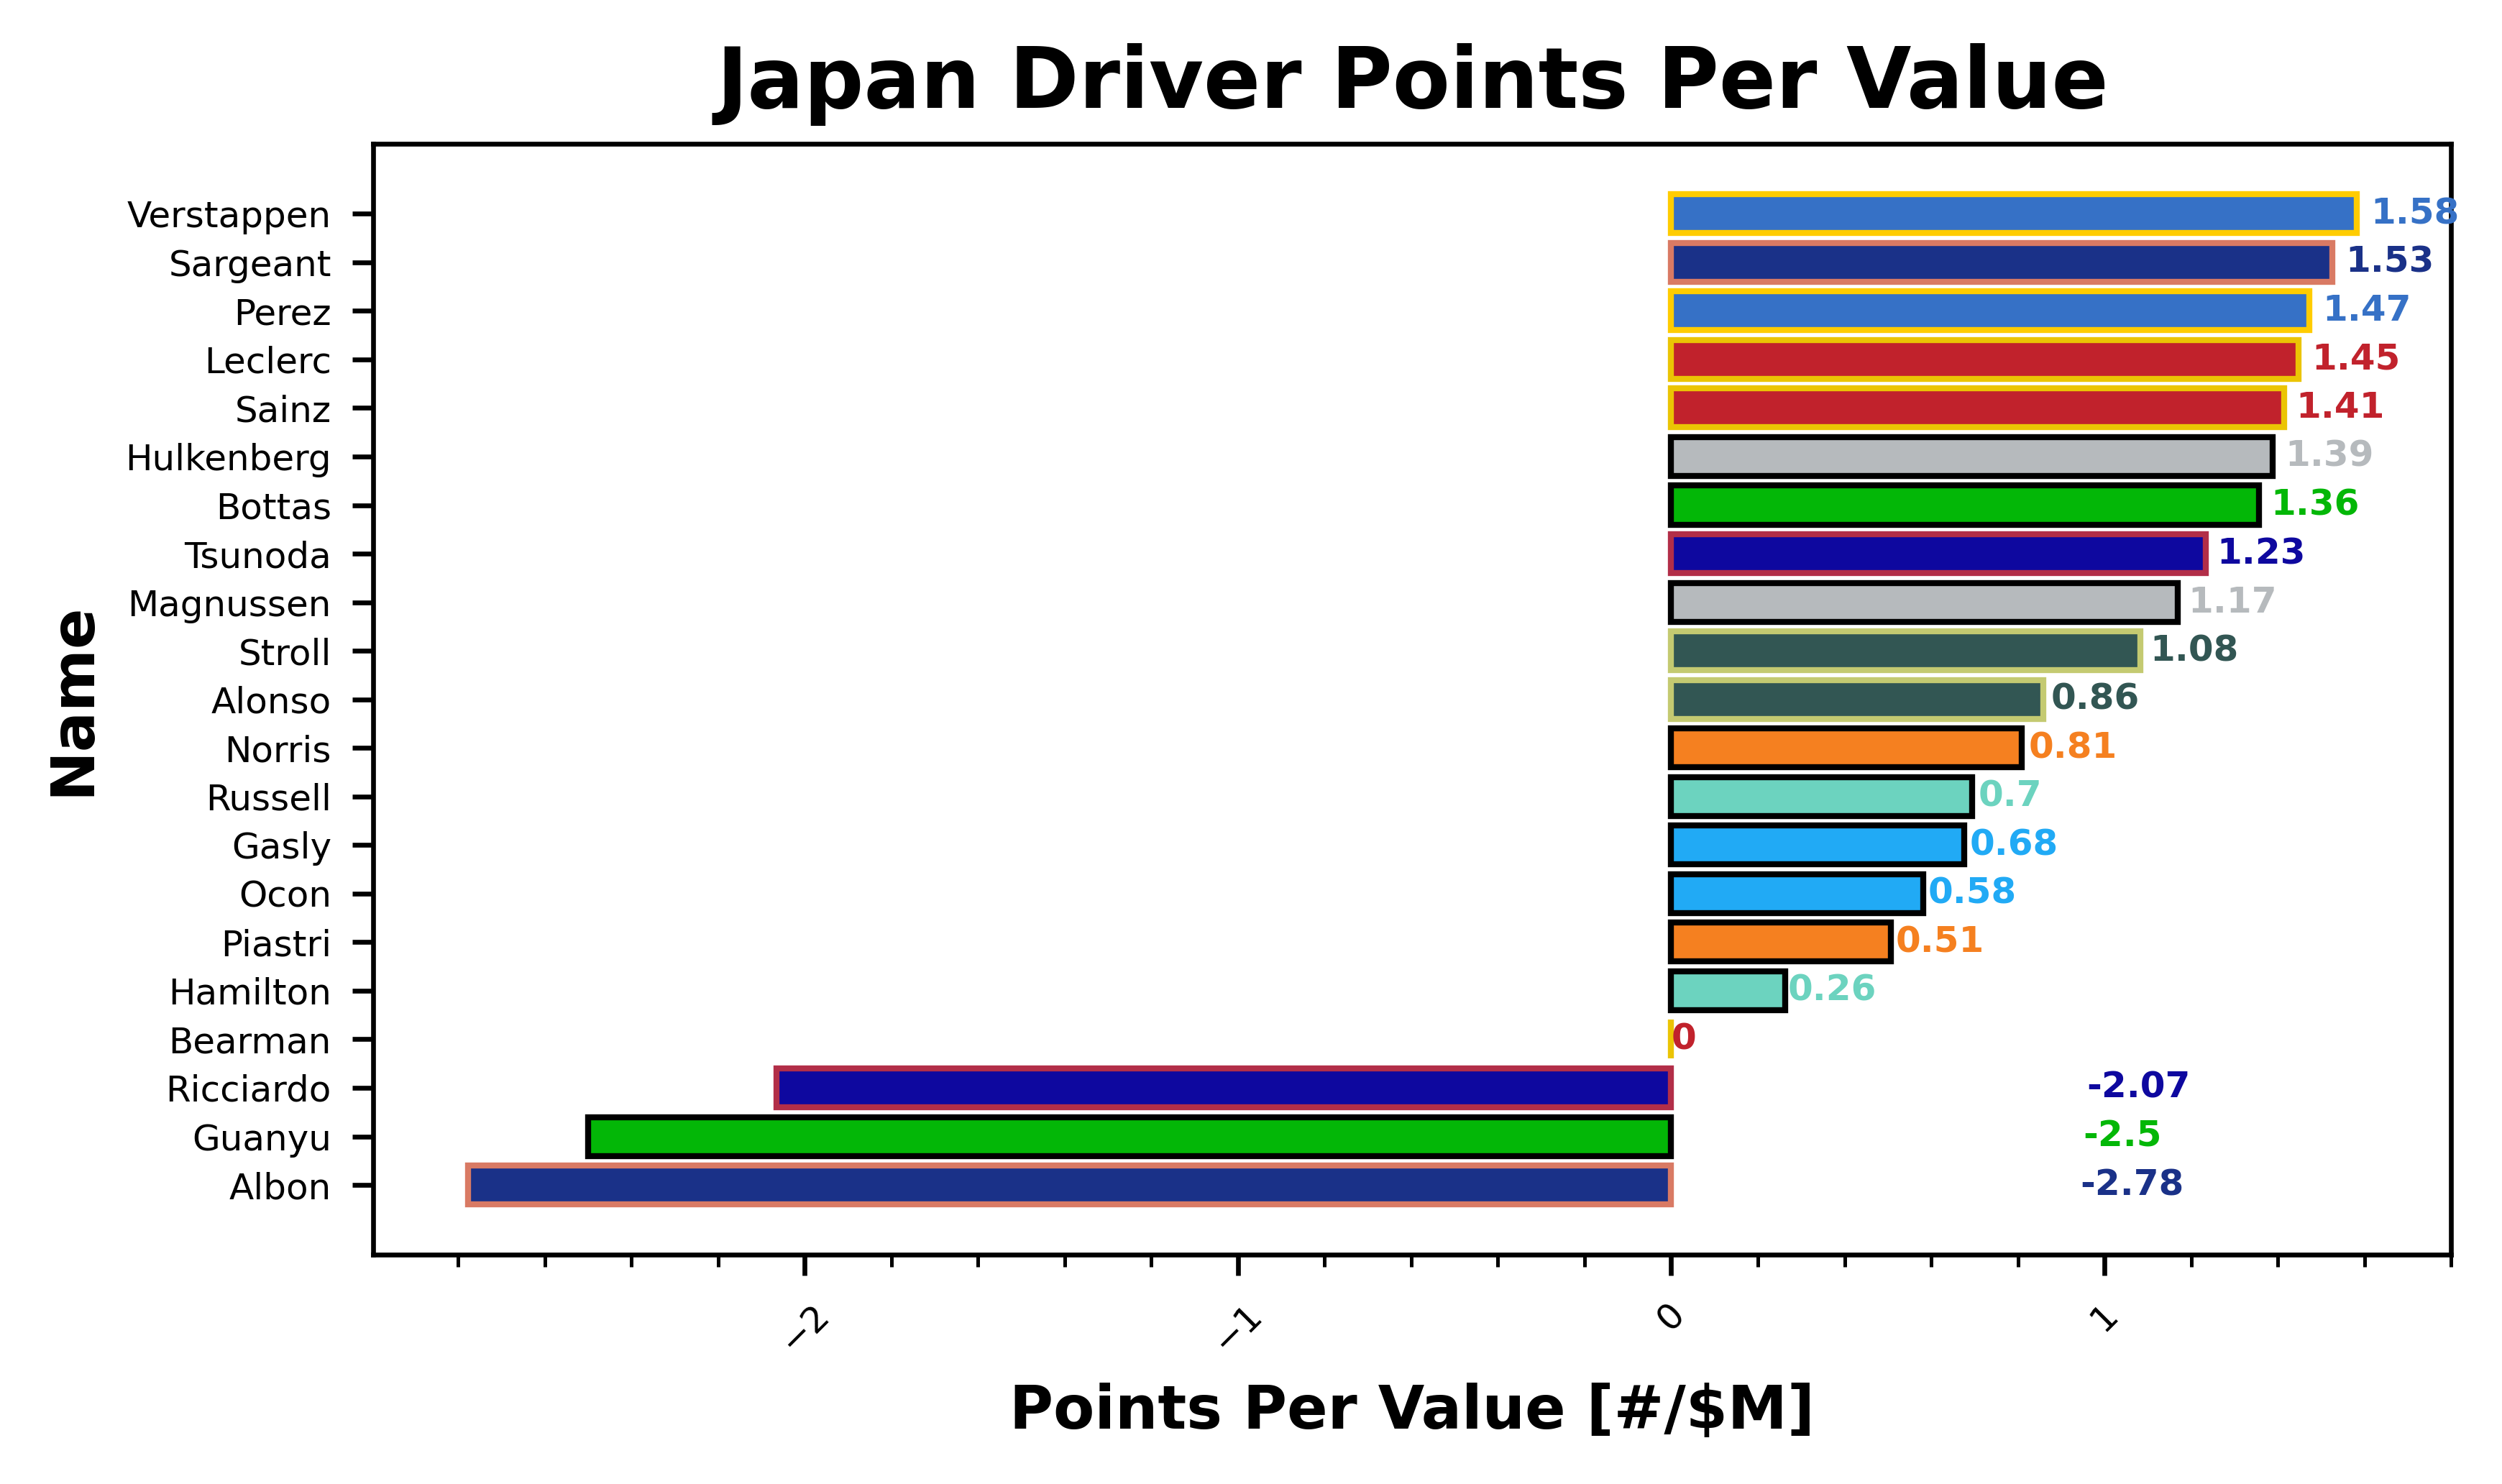 Japan Driver Points Per Value
Name
Verstappen 1.58
Sargeant 1.53
Perez 1.47
Leclerc 1.45
Sainz 1.41
Hulkenberg 1.39
Bottas 1.36
Tsunoda 1.23
Magnussen 1.17
Stroll 1.08
Alonso 0.86
Norris 0.81
Russell 0.7
Gasly 0.68
Ocon 0.58
Piastri 0.51
Hamilton 0.26
Bearman 0
Ricciardo -2.07
Guanyu -2.5
Albon -2.78
−2 −1 0 1
Points Per Value [#/$M]